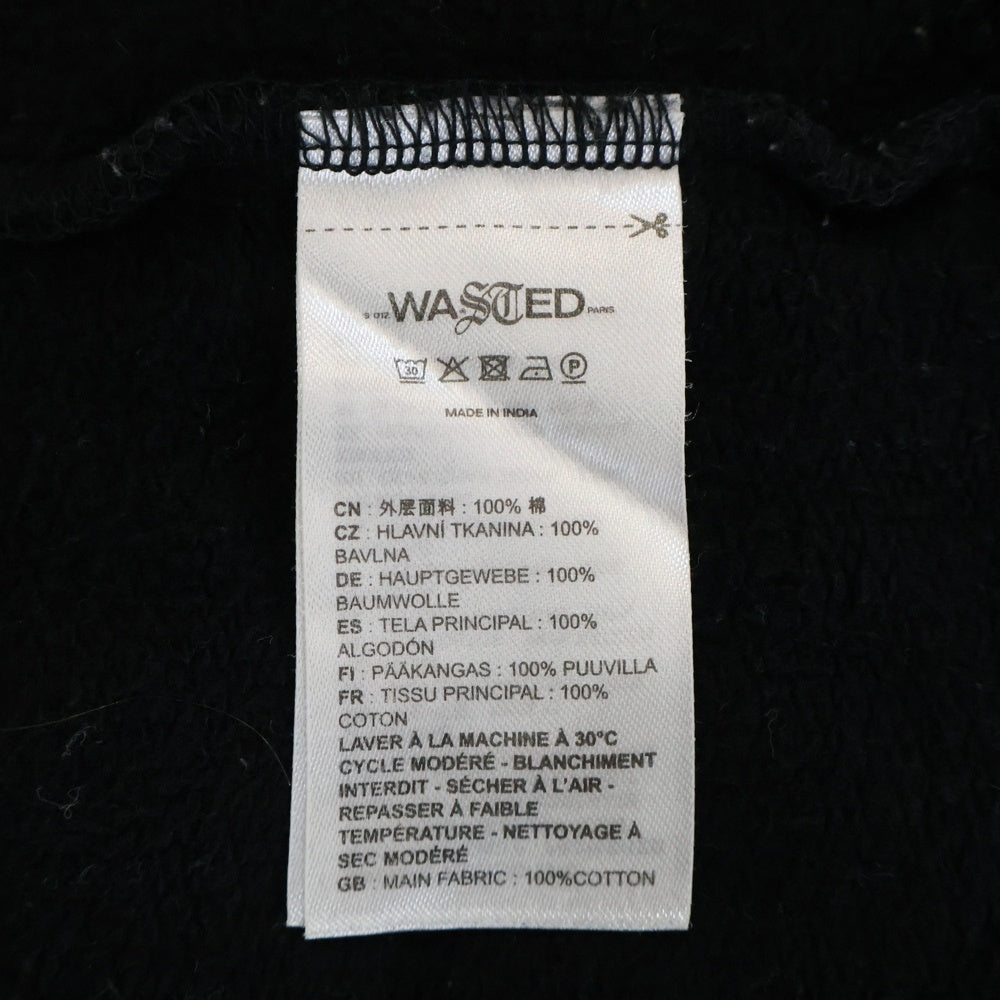 S 012 WASTED PARIS
30 P
MADE IN INDIA
CN : 外层面料 : 100% 棉
CZ : HLAVNÍ TKANINA : 100%
BAVLNA
DE : HAUPTGEWEBE : 100%
BAUMWOLLE
ES : TELA PRINCIPAL : 100%
ALGODÓN
FI : PÄÄKANGAS : 100% PUUVILLA
FR : TISSU PRINCIPAL : 100%
COTON
LAVER À LA MACHINE À 30°C
CYCLE MODÉRÉ - BLANCHIMENT
INTERDIT - SÉCHER À L'AIR -
REPASSER À FAIBLE
TEMPÉRATURE - NETTOYAGE À
SEC MODÉRÉ
GB : MAIN FABRIC : 100%COTTON